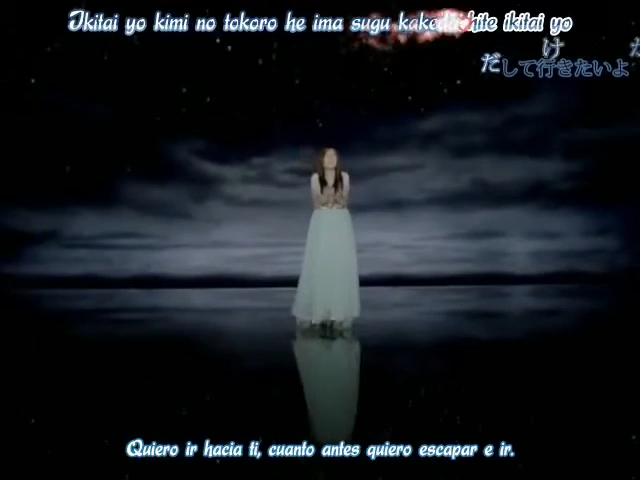 Ikitai yo kimi no tokoro he ima sugu kakedashite ikitai yo
け
だして行きたいよ
Quiero ir hacia ti, cuanto antes quiero escapar e ir.